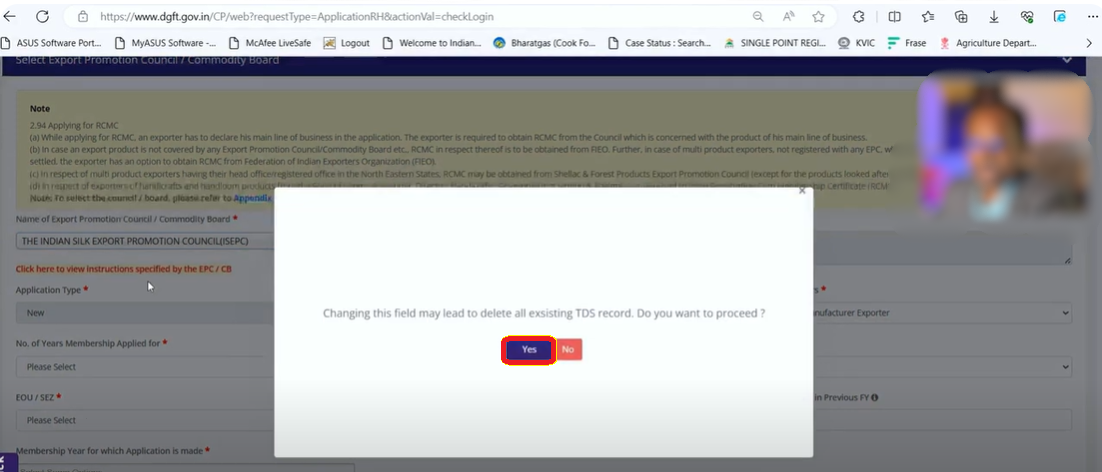 https://www.dgft.gov.in/CP/web?requestType=ApplicationRH&actionVal=checkLogin
ASUS Software Port... MyASUS Software -... McAfee LiveSafe Logout Welcome to Indian... Bharatgas (Cook Fo... Case Status : Search... SINGLE POINT REGI... KVIC Frase Agriculture Depart...
Select Export Promotion Council / Commodity Board
Note
2.94 Applying for RCMC
(a) While applying for RCMC, an exporter has to declare his main line of business in the application. The exporter is required to obtain RCMC from the Council which is concerned with the product of his main line of business.
(b) In case an export product is not covered by any Export Promotion Council/Commodity Board etc., RCMC in respect thereof is to be obtained from FIEO. Further, in case of multi product exporters, not registered with any EPC, w
settled, the exporter has an option to obtain RCMC from Federation of Indian Exporters Organization (FIEO).
(c) In respect of multi product exporters having their head office/registered office in the North Eastern States, RCMC may be obtained from Shellac & Forest Products Export Promotion Council (except for the products looked after
(d) In respect of exporters of handicrafts and handloom products
Certificate (RCM
Note: To select the council / board, please refer to Appendix
Name of Export Promotion Council / Commodity Board *
THE INDIAN SILK EXPORT PROMOTION COUNCIL(ISEPC)
Click here to view Instructions specified by the EPC / CB
Application Type *
s *
New
nufacturer Exporter
Changing this field may lead to delete all exsisting TDS record. Do you want to proceed ?
Yes No
No. of Years Membership Applied for *
Please Select
EOU / SEZ *
in Previous FY
Please Select
Membership Year for which Application is made *